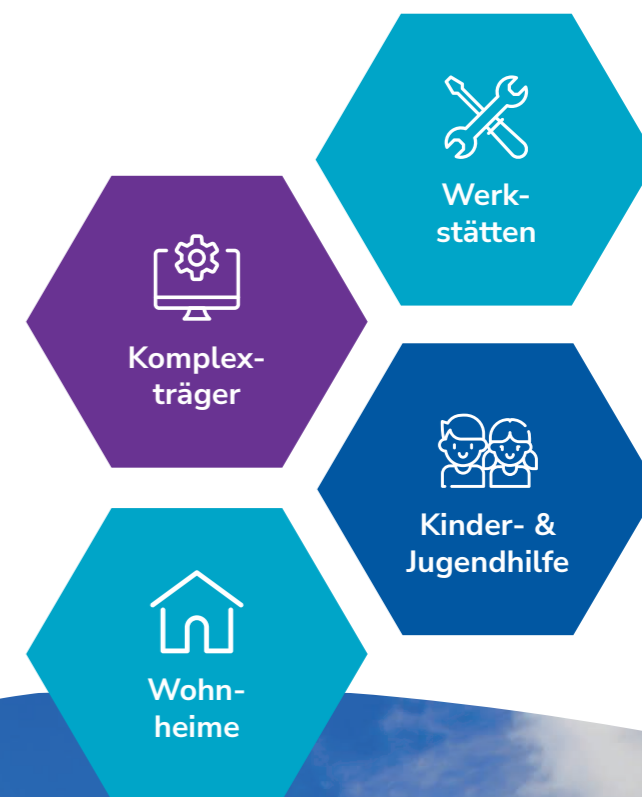 Werk-
stätten
Komplex-
träger
Kinder- &
Jugendhilfe
Wohn-
heime